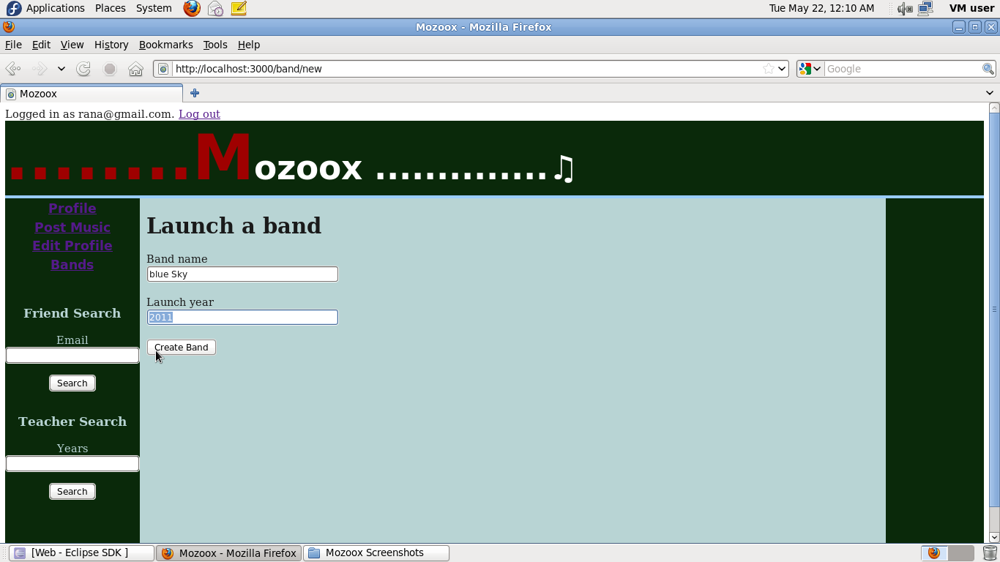 Applications Places System Tue May 22, 12:10 AM VM user
Mozoox - Mozilla Firefox
File Edit View History Bookmarks Tools Help
http://localhost:3000/band/new Google
Mozoox
Logged in as rana@gmail.com. Log out
........Mozoox ..............♫
Profile
Post Music
Edit Profile
Bands
Friend Search
Email
Search
Teacher Search
Years
Search
Launch a band
Band name
blue Sky
Launch year
2011
Create Band
[Web - Eclipse SDK ] Mozoox - Mozilla Firefox Mozoox Screenshots